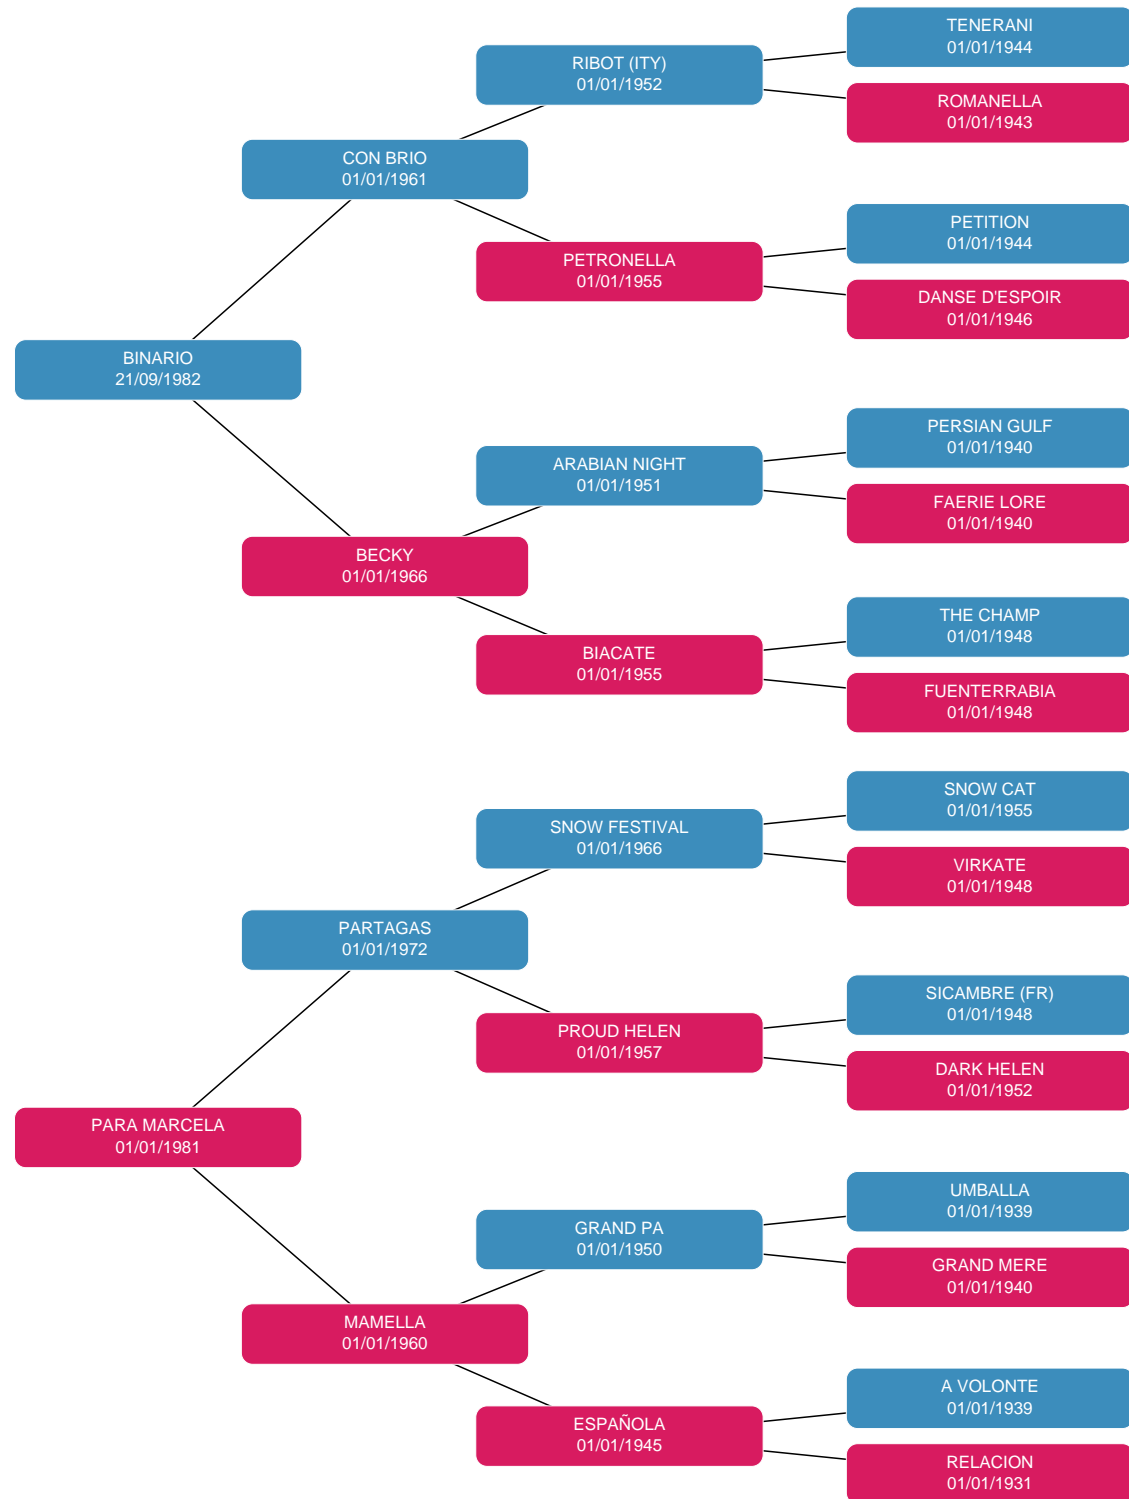 TENERANI
01/01/1944
RIBOT (ITY)
01/01/1952
ROMANELLA
01/01/1943
CON BRIO
01/01/1961
PETITION
01/01/1944
PETRONELLA
01/01/1955
DANSE D'ESPOIR
01/01/1946
BINARIO
21/09/1982
PERSIAN GULF
01/01/1940
ARABIAN NIGHT
01/01/1951
FAERIE LORE
01/01/1940
BECKY
01/01/1966
THE CHAMP
01/01/1948
BIACATE
01/01/1955
FUENTERRABIA
01/01/1948
SNOW CAT
01/01/1955
SNOW FESTIVAL
01/01/1966
VIRKATE
01/01/1948
PARTAGAS
01/01/1972
SICAMBRE (FR)
01/01/1948
PROUD HELEN
01/01/1957
DARK HELEN
01/01/1952
PARA MARCELA
01/01/1981
UMBALLA
01/01/1939
GRAND PA
01/01/1950
GRAND MERE
01/01/1940
MAMELLA
01/01/1960
A VOLONTE
01/01/1939
ESPAÑOLA
01/01/1945
RELACION
01/01/1931